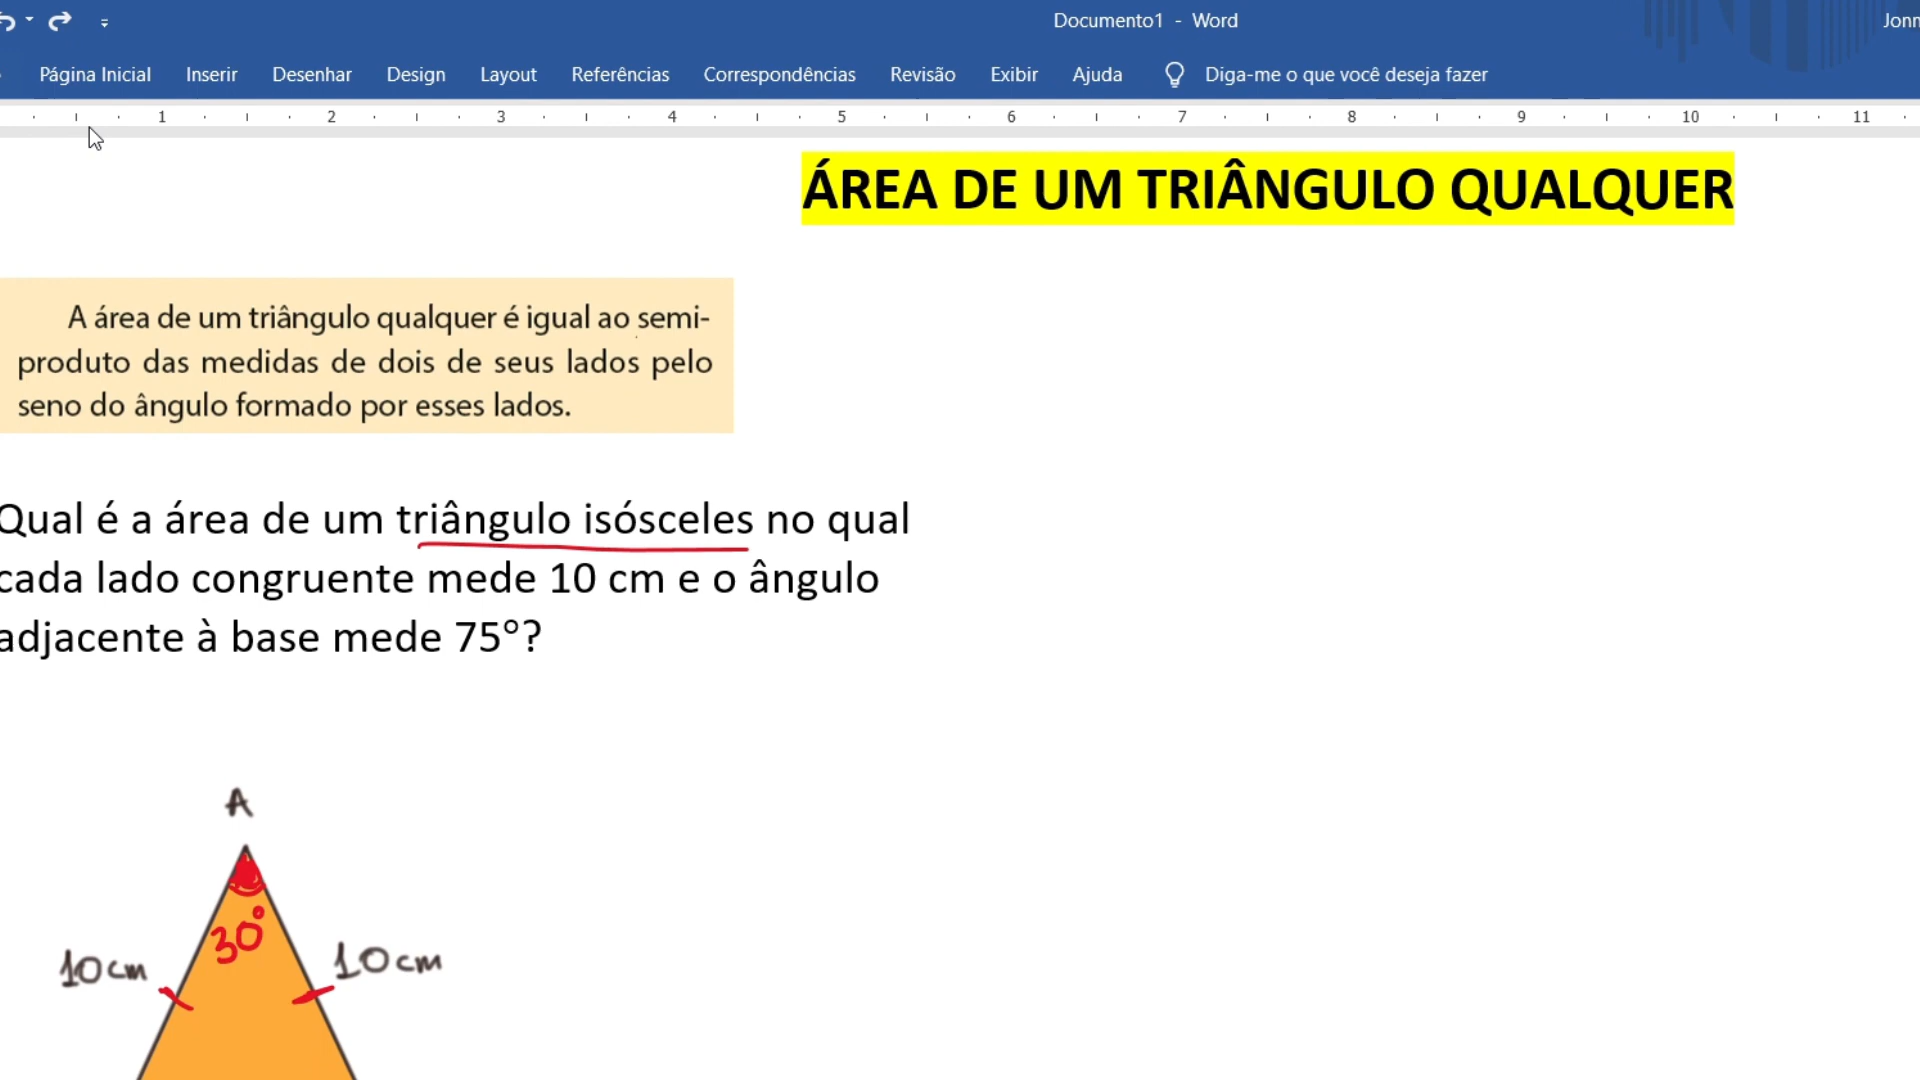 Documento1 - Word
Jonn
Página Inicial Inserir Desenhar Design Layout Referências Correspondências Revisão Exibir Ajuda Diga-me o que você deseja fazer
1 2 3 4 5 6 7 8 9 10 11
ÁREA DE UM TRIÂNGULO QUALQUER
A área de um triângulo qualquer é igual ao semi-
produto das medidas de dois de seus lados pelo
seno do ângulo formado por esses lados.
Qual é a área de um triângulo isósceles no qual
cada lado congruente mede 10 cm e o ângulo
adjacente à base mede 75°?
A
30°
10cm 10cm